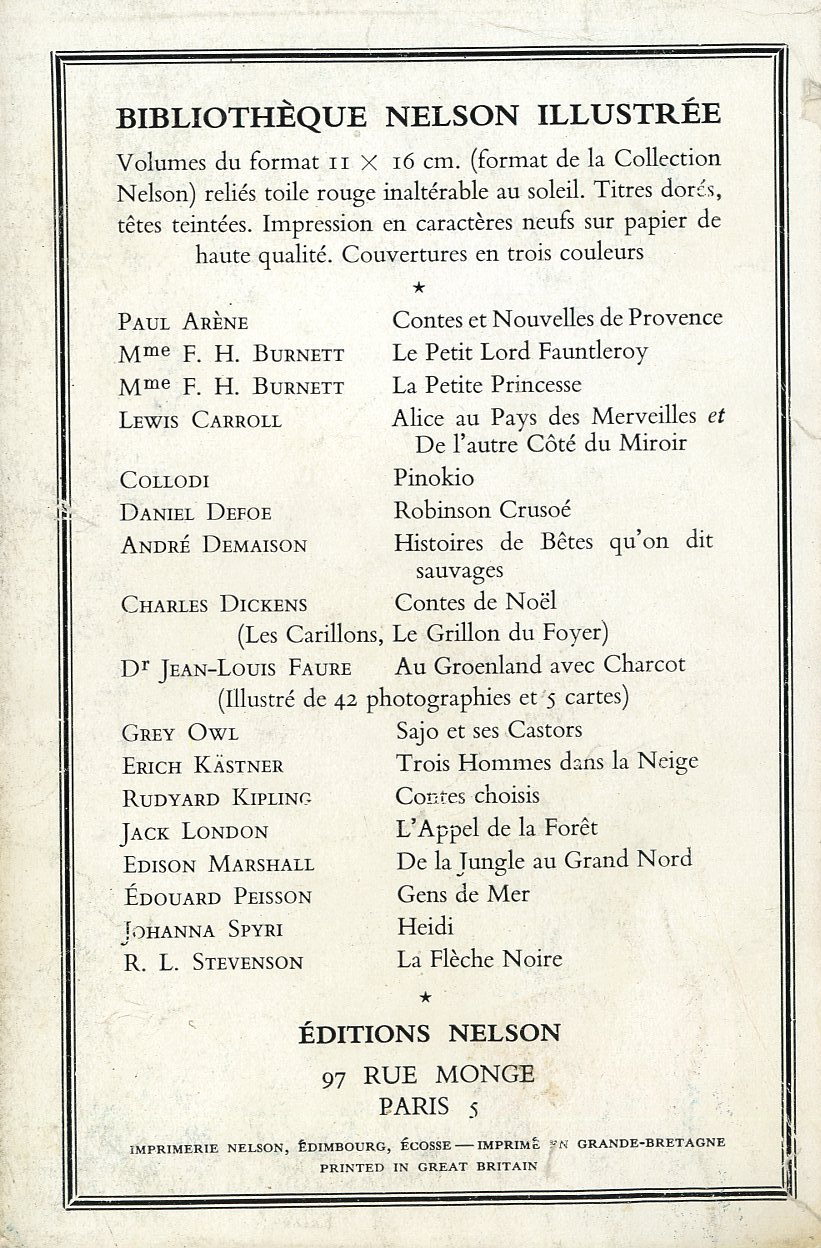 BIBLIOTHÈQUE NELSON ILLUSTRÉE
Volumes du format 11 × 16 cm. (format de la Collection
Nelson) reliés toile rouge inaltérable au soleil. Titres dorés,
têtes teintées. Impression en caractères neufs sur papier de
haute qualité. Couvertures en trois couleurs
★
PAUL ARÈNE Contes et Nouvelles de Provence
Mme F. H. BURNETT Le Petit Lord Fauntleroy
Mme F. H. BURNETT La Petite Princesse
LEWIS CARROLL Alice au Pays des Merveilles et
De l'autre Côté du Miroir
COLLODI Pinokio
DANIEL DEFOE Robinson Crusoé
ANDRÉ DEMAISON Histoires de Bêtes qu'on dit
sauvages
CHARLES DICKENS Contes de Noël
(Les Carillons, Le Grillon du Foyer)
Dr JEAN-LOUIS FAURE Au Groenland avec Charcot
(Illustré de 42 photographies et 5 cartes)
GREY OWL Sajo et ses Castors
ERICH KÄSTNER Trois Hommes dans la Neige
RUDYARD KIPLING Contes choisis
JACK LONDON L'Appel de la Forêt
EDISON MARSHALL De la Jungle au Grand Nord
ÉDOUARD PEISSON Gens de Mer
JOHANNA SPYRI Heidi
R. L. STEVENSON La Flèche Noire
★
ÉDITIONS NELSON
97 RUE MONGE
PARIS 5
IMPRIMERIE NELSON, ÉDIMBOURG, ÉCOSSE — IMPRIMÉ EN GRANDE-BRETAGNE
PRINTED IN GREAT BRITAIN